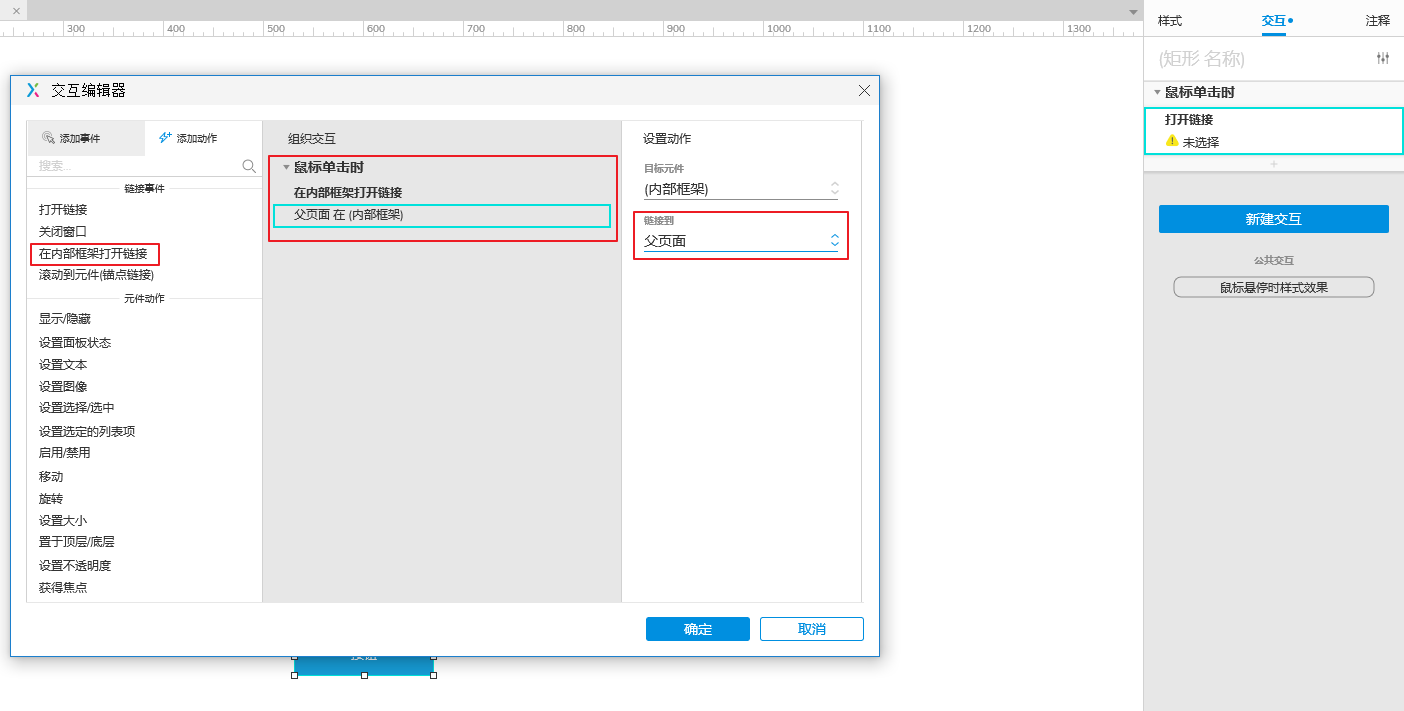 300 400 500 600 700 800 900 1000 1100 1200 1300
样式 交互 注释
(矩形 名称)
鼠标单击时
打开链接
未选择
新建交互
公共交互
鼠标悬停时样式效果
交互编辑器
添加事件 添加动作
搜索...
链接事件
打开链接
关闭窗口
在内部框架打开链接
滚动到元件(锚点链接)
元件动作
显示/隐藏
设置面板状态
设置文本
设置图像
设置选择/选中
设置选定的列表项
启用/禁用
移动
旋转
设置大小
置于顶层/底层
设置不透明度
获得焦点
组织交互
鼠标单击时
在内部框架打开链接
父页面 在 (内部框架)
设置动作
目标元件
(内部框架)
链接到
父页面
确定 取消